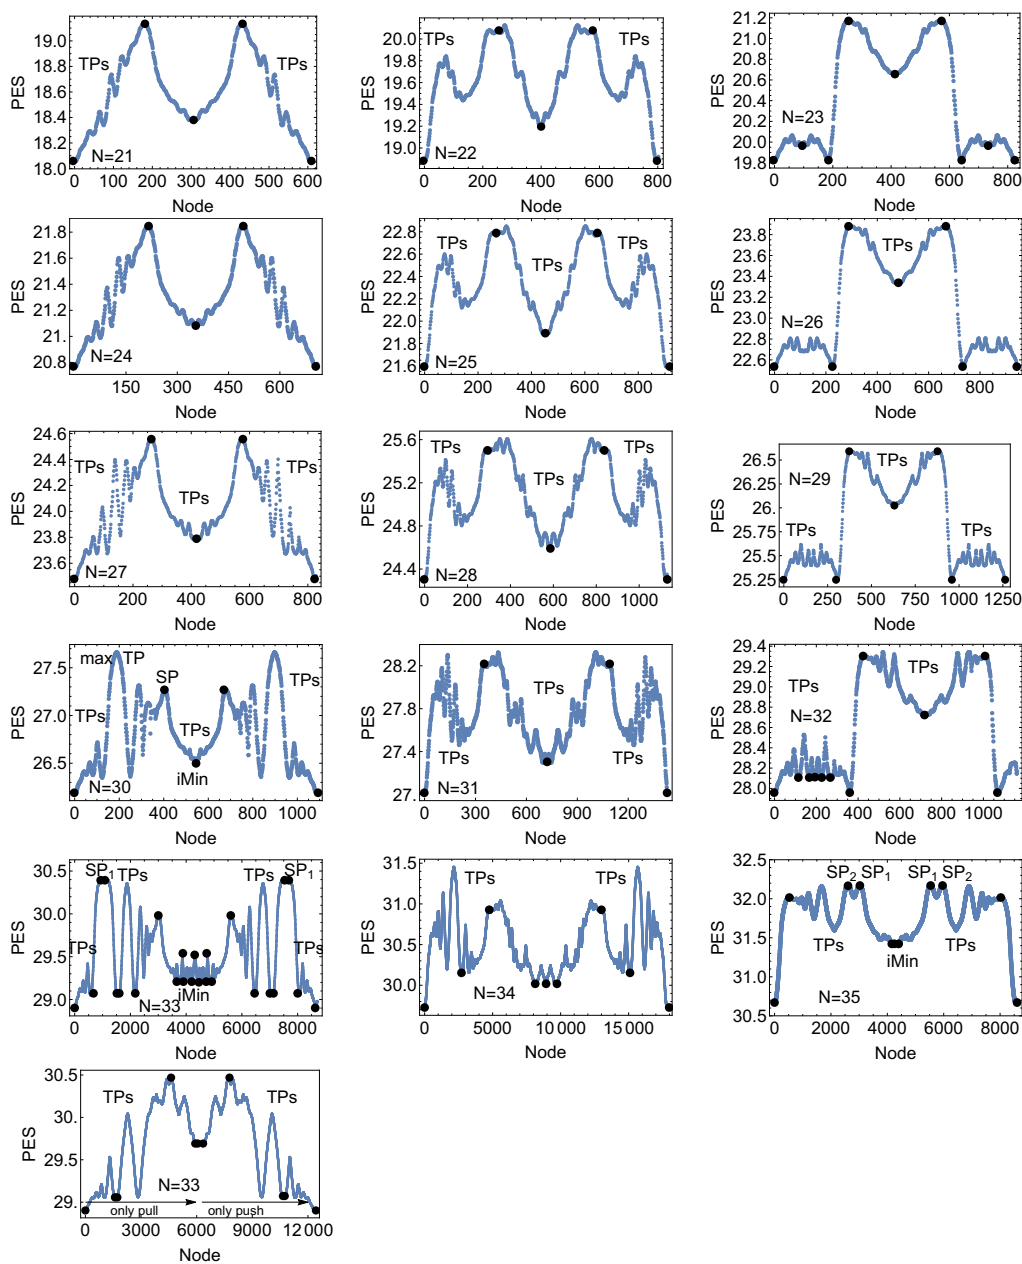 19.0
18.8
18.6
18.4
18.2
18.0
PES
TPs
TPs
N=21
0 100 200 300 400 500 600
Node
20.0
19.8
19.6
19.4
19.2
19.0
PES
TPs
TPs
N=22
0 200 400 600 800
Node
21.2
21.0
20.8
20.6
20.4
20.2
20.0
19.8
PES
N=23
0 200 400 600 800
Node
21.8
21.6
21.4
21.2
21.0
20.8
PES
TPs
N=24
150 300 450 600
Node
22.8
22.6
22.4
22.2
22.0
21.8
21.6
PES
TPs
TPs
TPs
N=25
0 200 400 600 800
Node
23.8
23.6
23.4
23.2
23.0
22.8
22.6
PES
TPs
N=26
0 200 400 600 800
Node
24.6
24.4
24.2
24.0
23.8
23.6
PES
TPs
TPs
TPs
N=27
0 200 400 600 800
Node
25.6
25.2
24.8
24.4
PES
TPs
TPs
TPs
N=28
0 200 400 600 800 1000
Node
26.5
26.25
26.
25.75
25.5
25.25
PES
TPs
N=29
TPs
TPs
0 250 500 750 1000 1250
Node
27.5
27.0
26.5
PES
max TP
SP
TPs
TPs
TPs
iMin
N=30
0 200 400 600 800 1000
Node
28.2
27.8
27.4
27.
PES
TPs
TPs
TPs
N=31
0 300 600 900 1200
Node
29.4
29.2
29.0
28.8
28.6
28.4
28.2
28.0
PES
TPs
TPs
N=32
0 200 400 600 800 1000
Node
30.5
30.0
29.5
29.0
PES
SP1 TPs
TPs SP1
TPs
TPs
iMin
N=33
0 2000 4000 6000 8000
Node
31.5
31.0
30.5
30.0
PES
TPs
TPs
N=34
0 5000 10000 15000
Node
32.5
32.0
31.5
31.0
30.5
PES
SP2 SP1 SP1 SP2
TPs
TPs
iMin
N=35
0 2000 4000 6000 8000
Node
30.5
30.
29.5
29.
PES
TPs
TPs
N=33
only pull
only push
0 3000 6000 9000 12000
Node